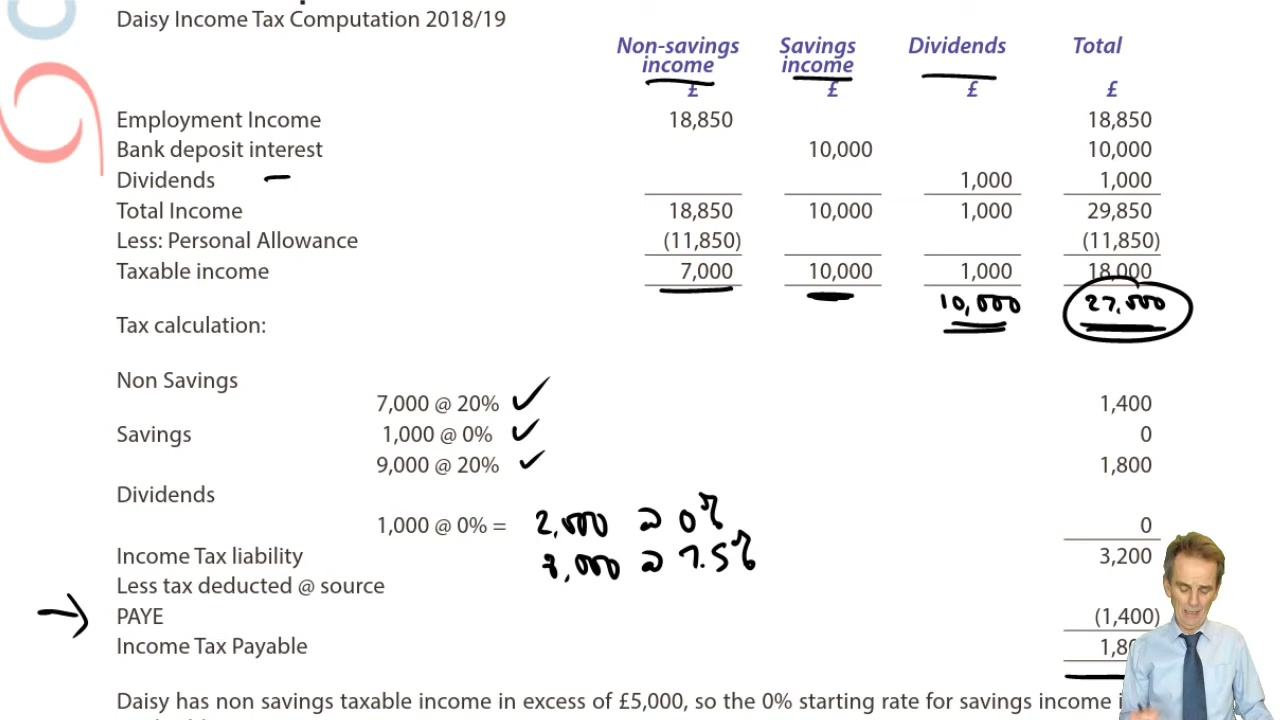 Daisy Income Tax Computation 2018/19
Non-savings income Savings income Dividends Total
£ £ £ £
Employment Income 18,850 18,850
Bank deposit interest 10,000 10,000
Dividends 1,000 1,000
Total Income 18,850 10,000 1,000 29,850
Less: Personal Allowance (11,850) (11,850)
Taxable income 7,000 10,000 1,000 18,000
10,000 27,000
Tax calculation:
Non Savings
7,000 @ 20% 1,400
Savings 1,000 @ 0% 0
9,000 @ 20% 1,800
Dividends
1,000 @ 0% = 2,000 @ 0% 0
8,000 @ 7.5%
Income Tax liability 3,200
Less tax deducted @ source
PAYE (1,400)
Income Tax Payable
Daisy has non savings taxable income in excess of £5,000, so the 0% starting rate for savings income